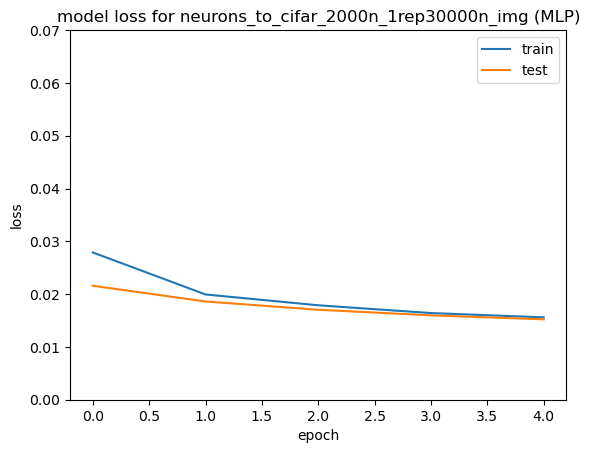 model loss for neurons_to_cifar_2000n_1rep30000n_img (MLP)
train
test
0.07
0.06
0.05
0.04
0.03
0.02
0.01
0.00
loss
0.0 0.5 1.0 1.5 2.0 2.5 3.0 3.5 4.0
epoch